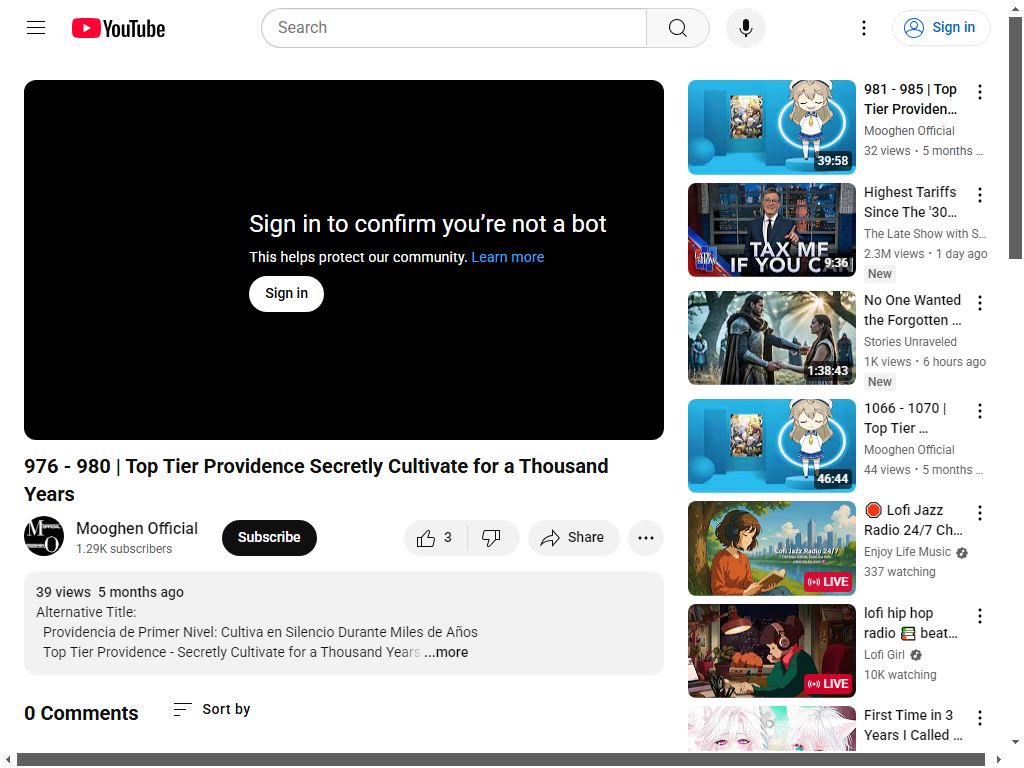 YouTube
Search
Sign in
Sign in to confirm you’re not a bot
This helps protect our community. Learn more
Sign in
976 - 980 | Top Tier Providence Secretly Cultivate for a Thousand
Years
Mooghen Official
1.29K subscribers
Subscribe
3
Share
39 views 5 months ago
Alternative Title:
Providencia de Primer Nivel: Cultiva en Silencio Durante Miles de Años
Top Tier Providence - Secretly Cultivate for a Thousand Years ...more
0 Comments
Sort by
39:58
981 - 985 | Top
Tier Providen...
Mooghen Official
32 views • 5 months ...
LATE SHOW
TAX ME
IF YOU CAN
9:36
Highest Tariffs
Since The '30...
The Late Show with S...
2.3M views • 1 day ago
New
1:38:43
No One Wanted
the Forgotten ...
Stories Unraveled
1K views • 6 hours ago
New
46:44
1066 - 1070 |
Top Tier ...
Mooghen Official
44 views • 5 months ...
Lofi Jazz Radio 24/7
LIVE
Lofi Jazz
Radio 24/7 Ch...
Enjoy Life Music
337 watching
LIVE
lofi hip hop
radio 📚 beat...
Lofi Girl
10K watching
First Time in 3
Years I Called ...